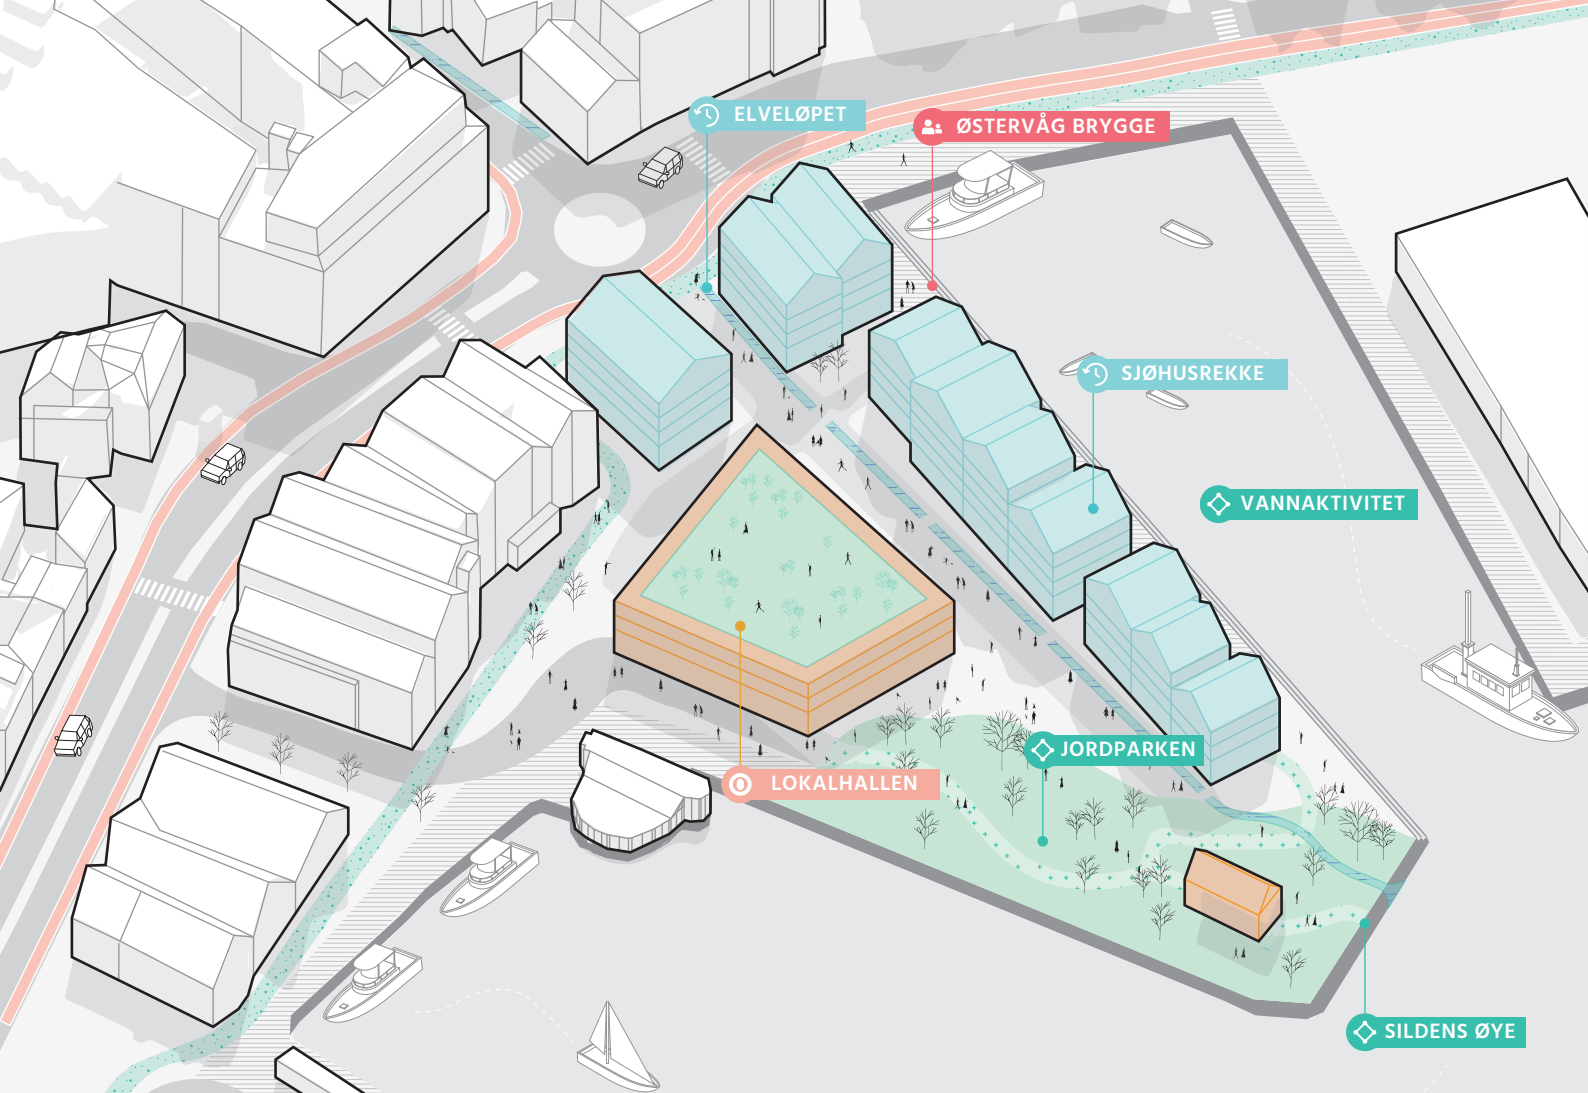 ELVELØPET
ØSTERVÅG BRYGGE
SJØHUSREKKE
VANNAKTIVITET
JORDPARKEN
LOKALHALLEN
SILDENS ØYE